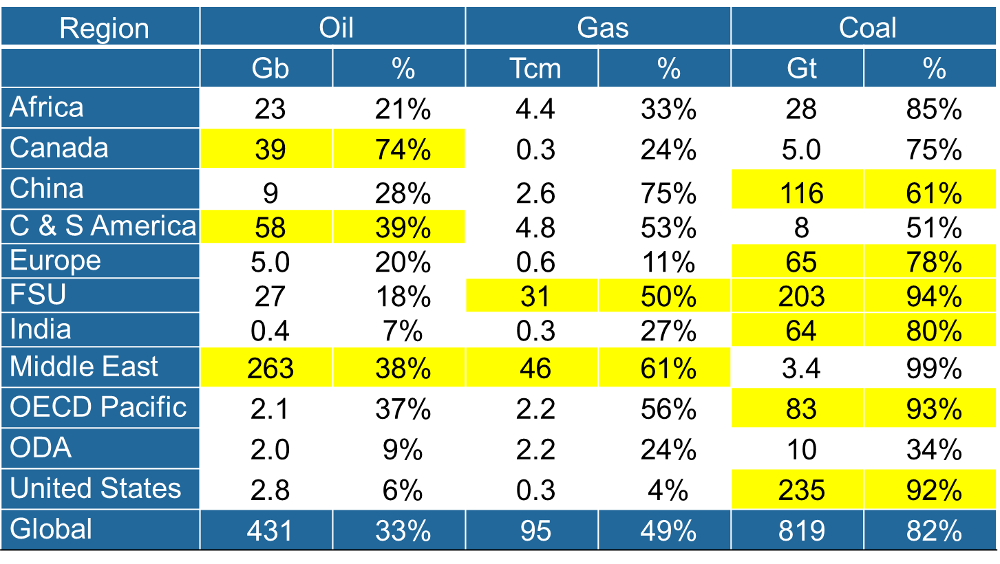 Region Oil Gas Coal
Gb % Tcm % Gt %
Africa 23 21% 4.4 33% 28 85%
Canada 39 74% 0.3 24% 5.0 75%
China 9 28% 2.6 75% 116 61%
C & S America 58 39% 4.8 53% 8 51%
Europe 5.0 20% 0.6 11% 65 78%
FSU 27 18% 31 50% 203 94%
India 0.4 7% 0.3 27% 64 80%
Middle East 263 38% 46 61% 3.4 99%
OECD Pacific 2.1 37% 2.2 56% 83 93%
ODA 2.0 9% 2.2 24% 10 34%
United States 2.8 6% 0.3 4% 235 92%
Global 431 33% 95 49% 819 82%